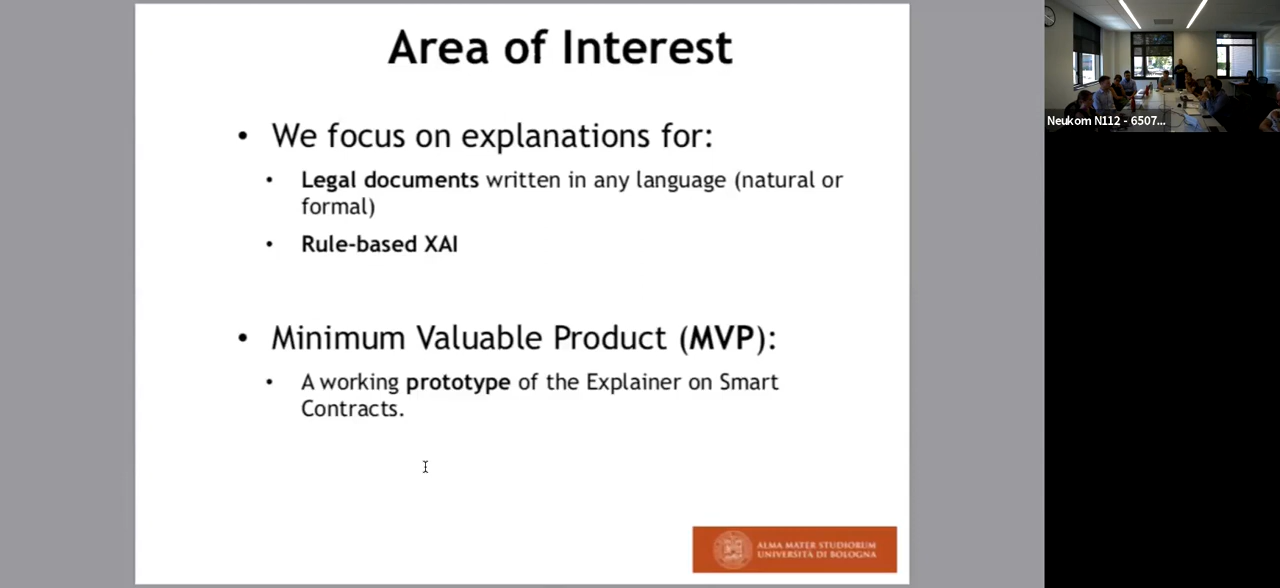 Area of Interest
• We focus on explanations for:
• Legal documents written in any language (natural or
formal)
• Rule-based XAI
• Minimum Valuable Product (MVP):
• A working prototype of the Explainer on Smart
Contracts.
ALMA MATER STUDIORUM
UNIVERSITÀ DI BOLOGNA
Neukom N112 - 6507...